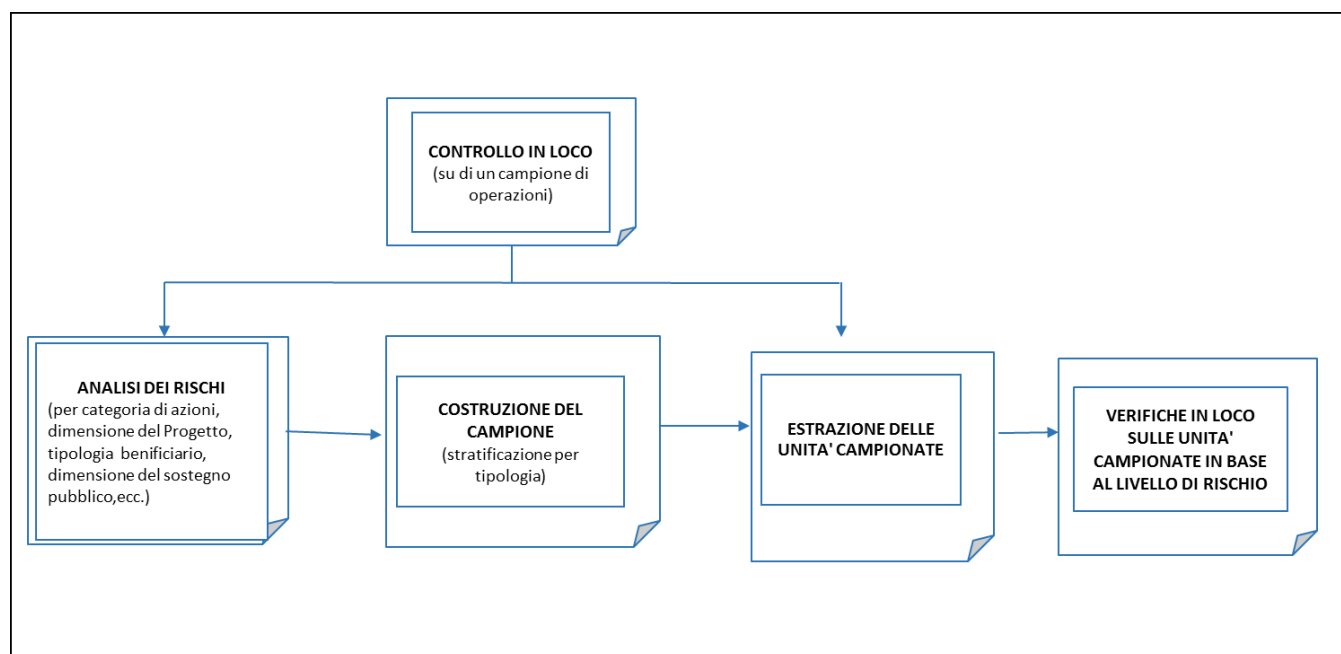 CONTROLLO IN LOCO
(su di un campione di
operazioni)
ANALISI DEI RISCHI
(per categoria di azioni,
dimensione del Progetto,
tipologia benificiario,
dimensione del sostegno
pubblico,ecc.)
COSTRUZIONE DEL
CAMPIONE
(stratificazione per
tipologia)
ESTRAZIONE DELLE
UNITA' CAMPIONATE
VERIFICHE IN LOCO
SULLE UNITA'
CAMPIONATE IN BASE
AL LIVELLO DI RISCHIO